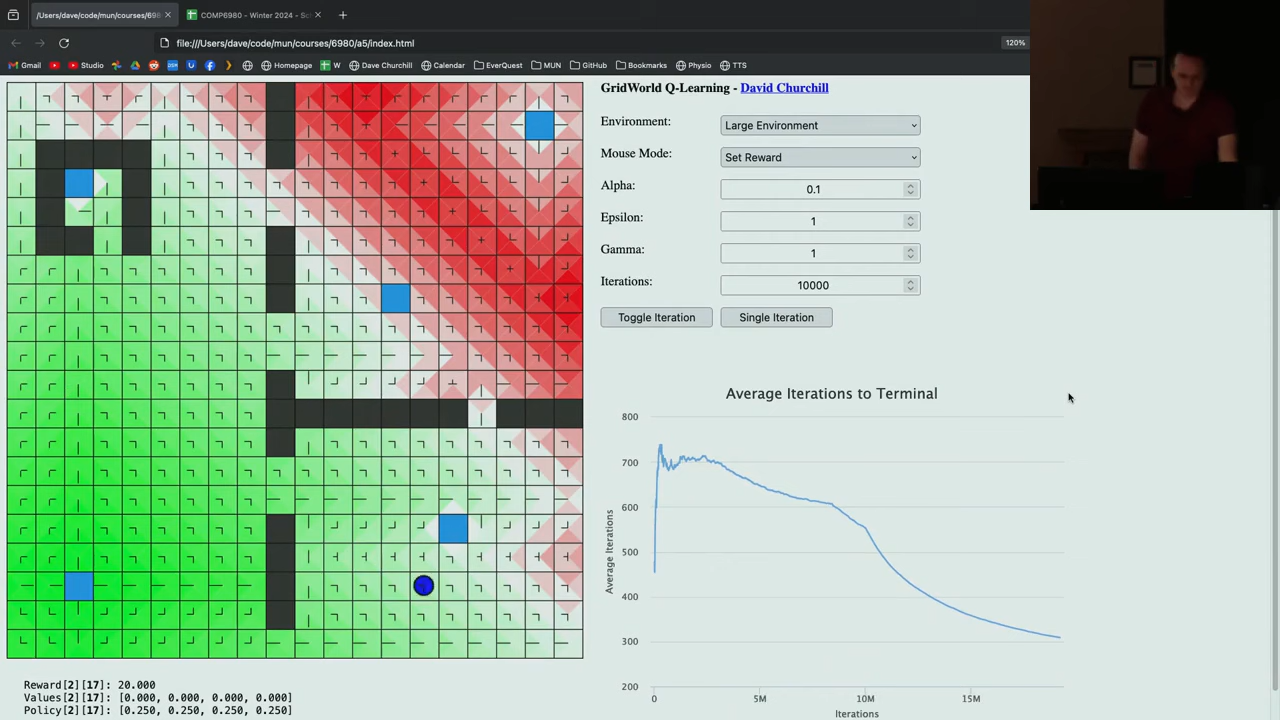 /Users/dave/code/mun/courses/698
COMP6980 - Winter 2024 - Sc
file:///Users/dave/code/mun/courses/6980/a5/index.html
120%
Gmail
Studio
Homepage
W
Dave Churchill
Calendar
EverQuest
MUN
GitHub
Bookmarks
Physio
TTS
GridWorld Q-Learning - David Churchill
Environment: Large Environment
Mouse Mode: Set Reward
Alpha: 0.1
Epsilon: 1
Gamma: 1
Iterations: 10000
Toggle Iteration Single Iteration
Average Iterations to Terminal
800
700
600
500
400
300
200
Average Iterations
0 5M 10M 15M
Iterations
Reward[2][17]: 20.000
Values[2][17]: [0.000, 0.000, 0.000, 0.000]
Policy[2][17]: [0.250, 0.250, 0.250, 0.250]